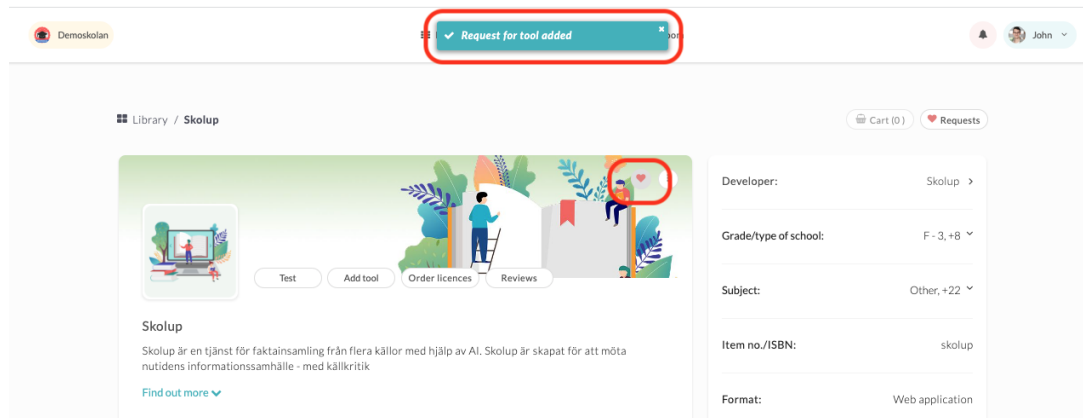 Demoskolan
Request for tool added
John
Library / Skolup
Cart (0 )
Requests
Developer:
Skolup
Grade/type of school:
F - 3, +8
Subject:
Other, +22
Item no./ISBN:
skolup
Format:
Web application
Test
Add tool
Order licences
Reviews
Skolup
Skolup är en tjänst för faktainsamling från flera källor med hjälp av AI. Skolup är skapat för att möta
nutidens informationssamhälle - med källkritik
Find out more